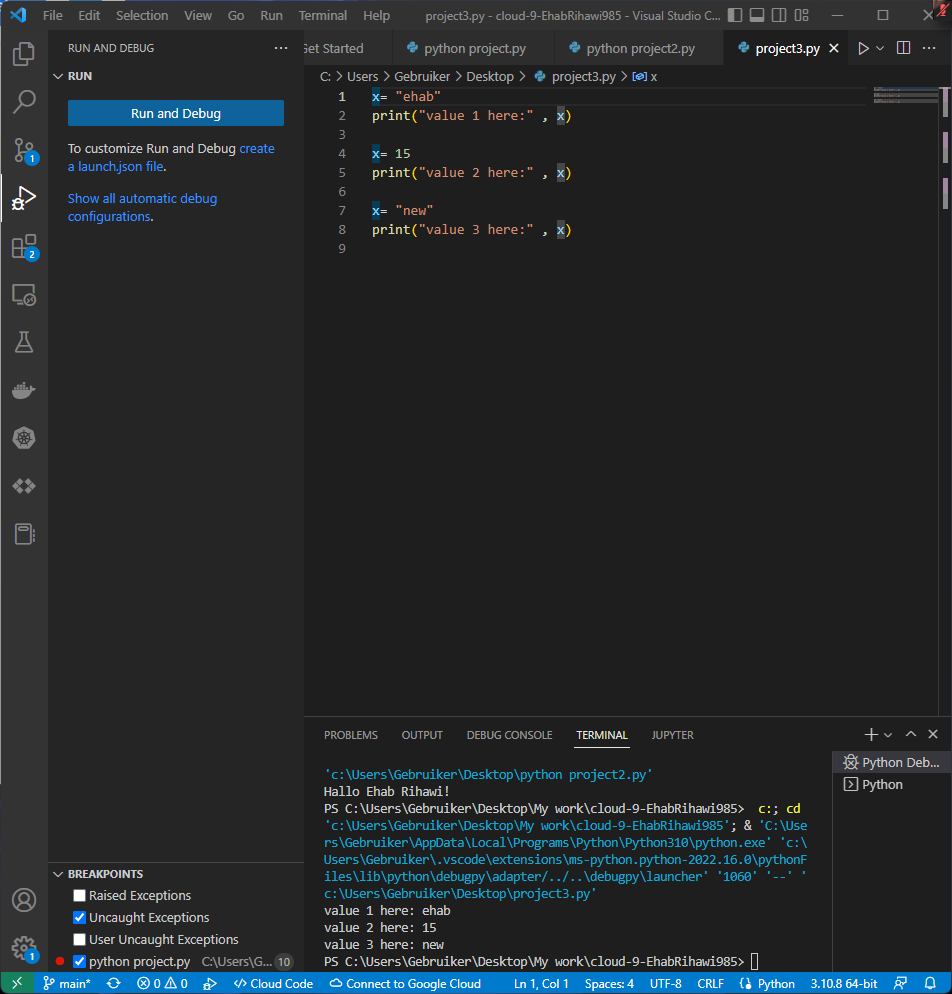 File Edit Selection View Go Run Terminal Help project3.py - cloud-9-EhabRihawi985 - Visual Studio C...
RUN AND DEBUG ...
RUN
Run and Debug
To customize Run and Debug create
a launch.json file.
Show all automatic debug
configurations.
1
2
2
Get Started python project.py python project2.py project3.py
C: > Users > Gebruiker > Desktop > project3.py > x
1 x= "ehab"
2 print("value 1 here:" , x)
3
4 x= 15
5 print("value 2 here:" , x)
6
7 x= "new"
8 print("value 3 here:" , x)
9
PROBLEMS OUTPUT DEBUG CONSOLE TERMINAL JUPYTER
Python Deb...
Python
'c:\Users\Gebruiker\Desktop\python project2.py'
Hallo Ehab Rihawi!
PS C:\Users\Gebruiker\Desktop\My work\cloud-9-EhabRihawi985> c:; cd
'c:\Users\Gebruiker\Desktop\My work\cloud-9-EhabRihawi985'; & 'C:\Use
rs\Gebruiker\AppData\Local\Programs\Python\Python310\python.exe' 'c:\
Users\Gebruiker\.vscode\extensions\ms-python.python-2022.16.0\pythonF
iles\lib\python\debugpy\adapter/../..\debugpy\launcher' '1060' '--' '
c:\Users\Gebruiker\Desktop\project3.py'
value 1 here: ehab
value 2 here: 15
value 3 here: new
PS C:\Users\Gebruiker\Desktop\My work\cloud-9-EhabRihawi985>
BREAKPOINTS
Raised Exceptions
Uncaught Exceptions
User Uncaught Exceptions
python project.py C:\Users\G... 10
1
main* 0 0 Cloud Code Connect to Google Cloud Ln 1, Col 1 Spaces: 4 UTF-8 CRLF Python 3.10.8 64-bit